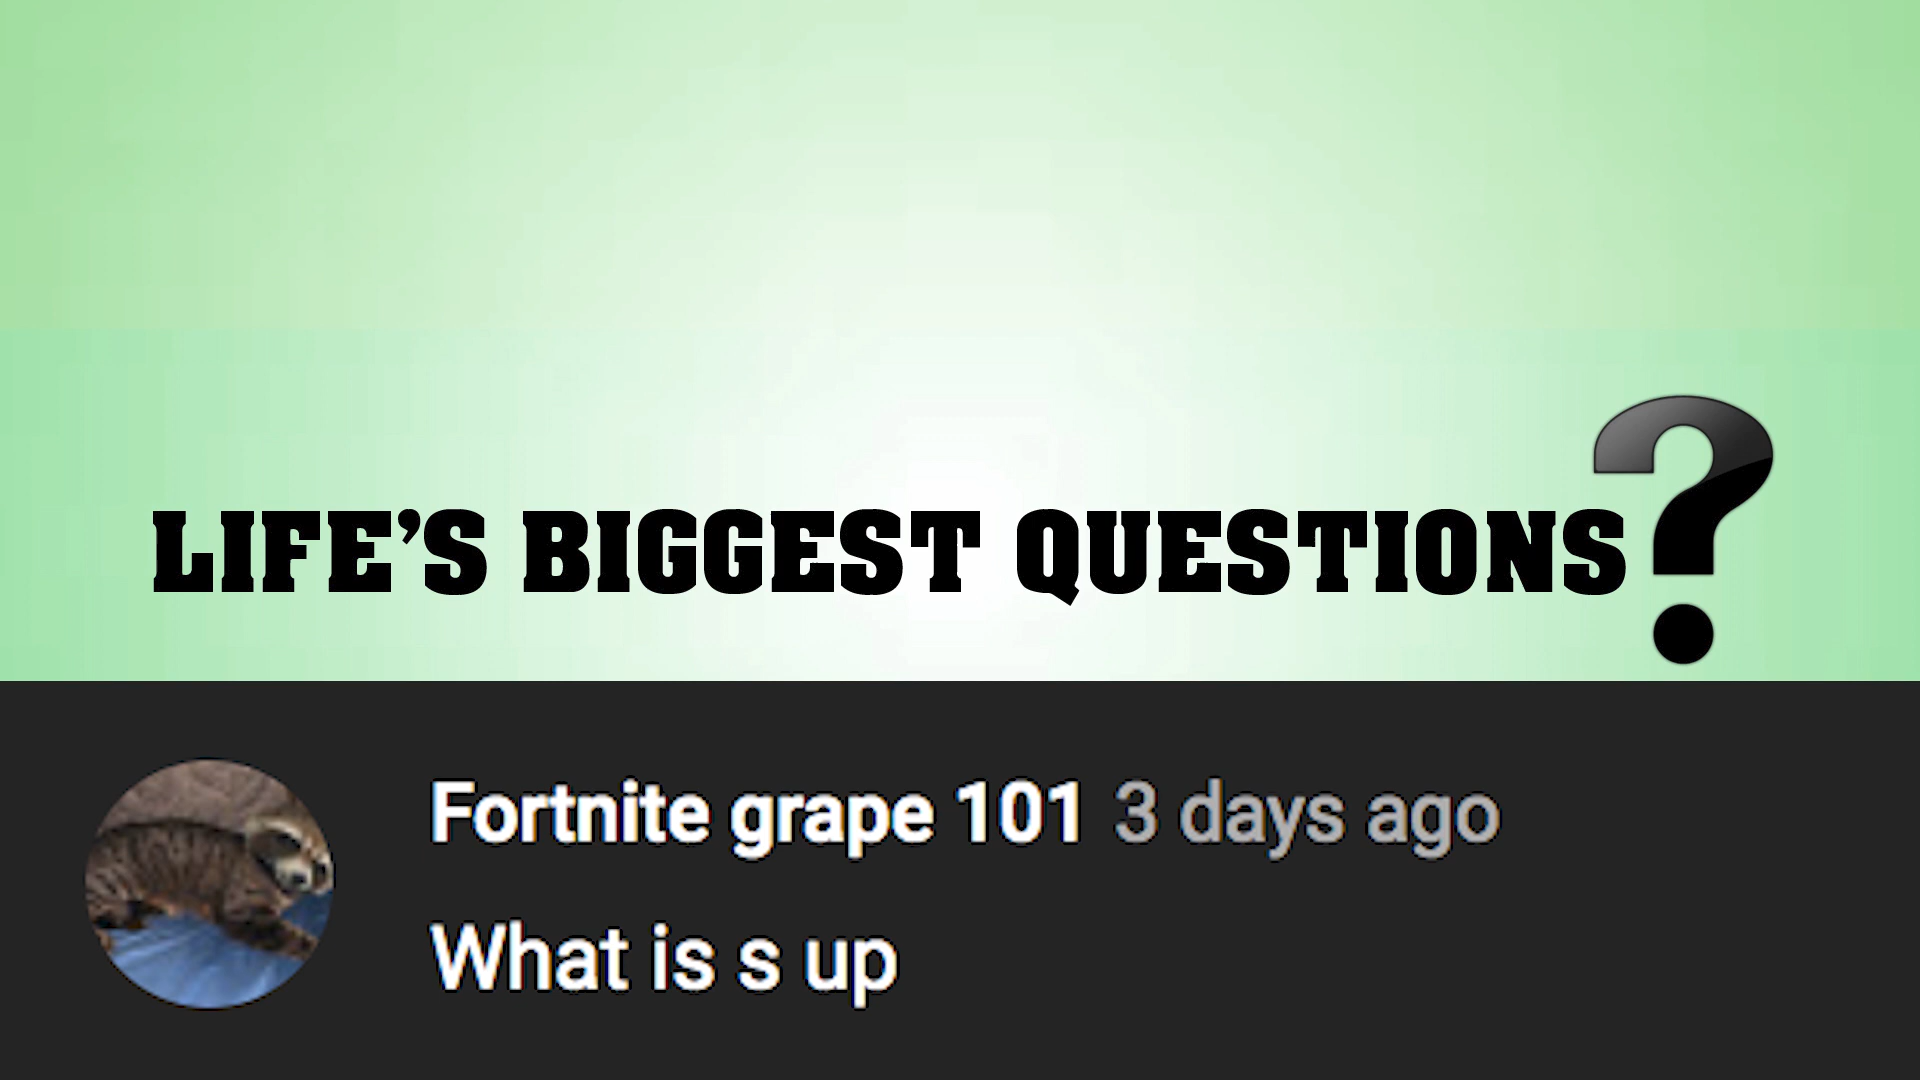 LIFE’S BIGGEST QUESTIONS?
Fortnite grape 101 3 days ago
What is s up